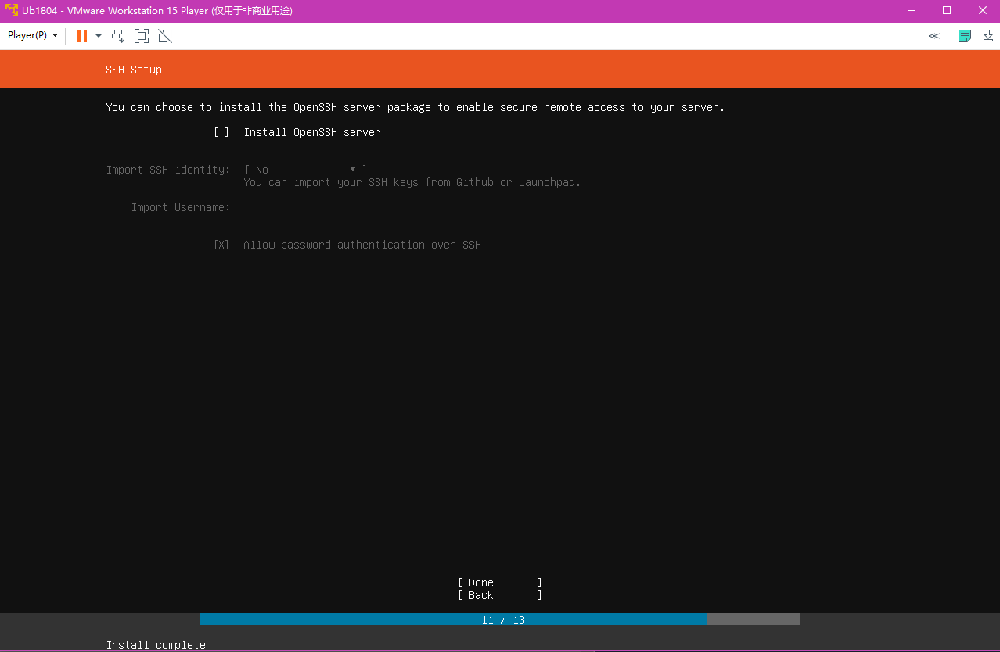 Ub1804 - VMware Workstation 15 Player (仅用于非商业用途)
Player(P)
SSH Setup
You can choose to install the OpenSSH server package to enable secure remote access to your server.
[ ] Install OpenSSH server
Import SSH identity: [ No ▼ ]
You can import your SSH keys from Github or Launchpad.
Import Username:
[X] Allow password authentication over SSH
[ Done ]
[ Back ]
11 / 13
Install complete